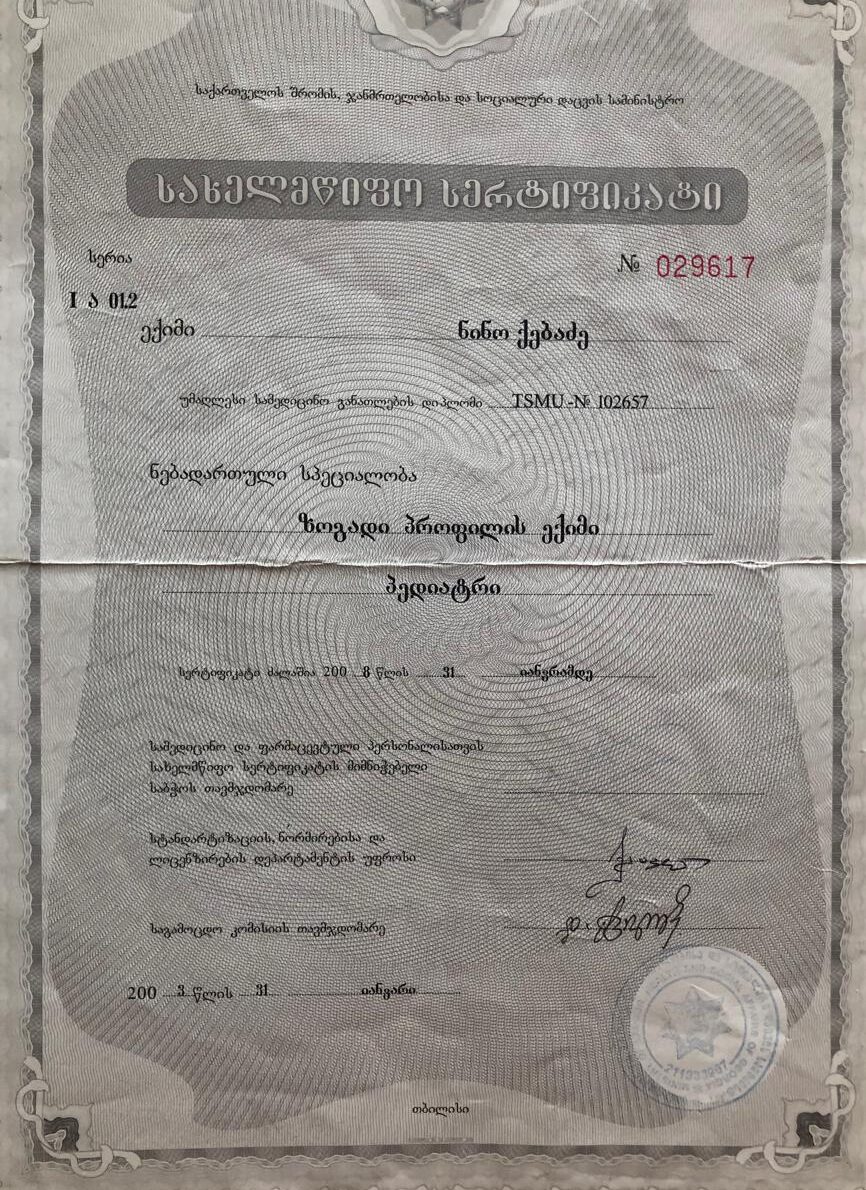 საქართველოს შრომის, ჯანმრთელობისა და სოციალური დაცვის სამინისტრო
სახელმწიფო სერტიფიკატი
სერია
№ 029617
I ა 01.2
ექიმი ნინო ქებაძე
უმაღლესი სამედიცინო განათლების დიპლომი TSMU -№ 102657
ნებადართული სპეციალობა
ზოგადი პროფილის ექიმი
პედიატრი
სერტიფიკატი ძალაშია 200 8 წლის 31 იანვრამდე
სამედიცინო და ფარმაცევტული პერსონალისათვის
სახელმწიფო სერტიფიკატის მიმნიჭებელი
საბჭოს თავმჯდომარე
სტანდარტიზაციის, ნორმირებისა და
ლიცენზირების დეპარტამენტის უფროსი
საგამოცდო კომისიის თავმჯდომარე
200 3 წლის 31 იანვარი
თბილისი